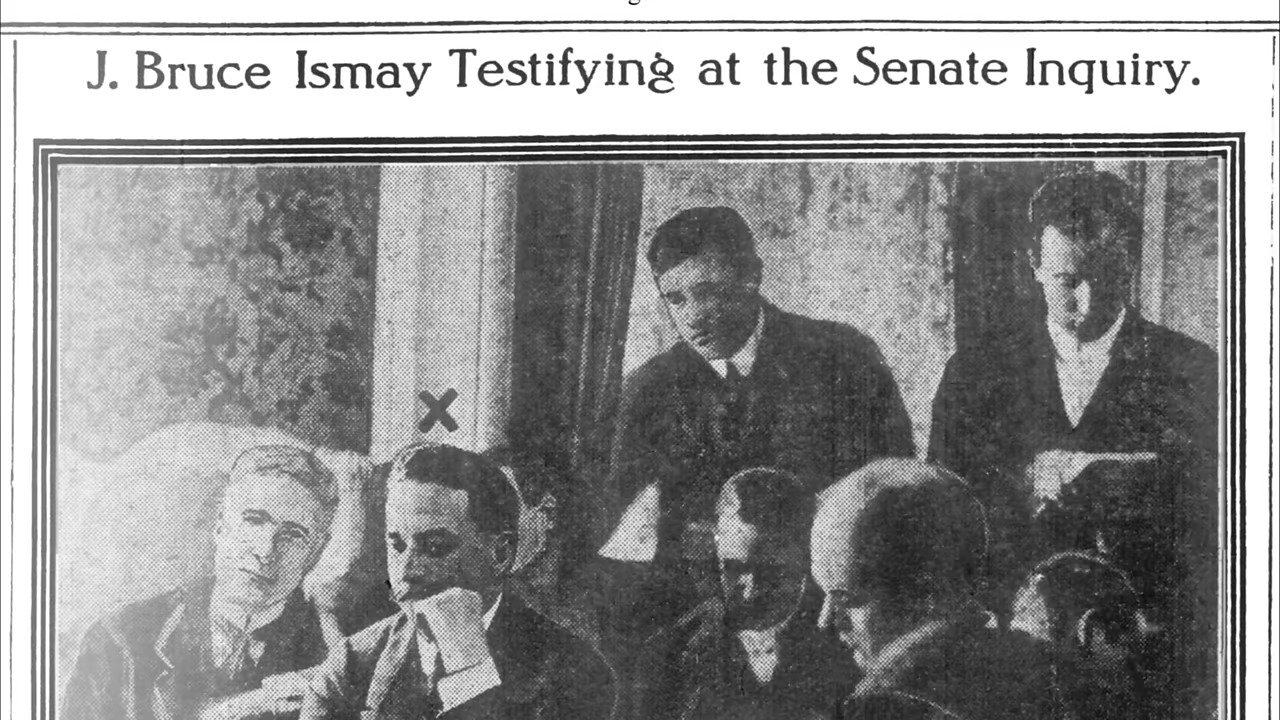 J. Bruce Ismay Testifying at the Senate Inquiry.
X